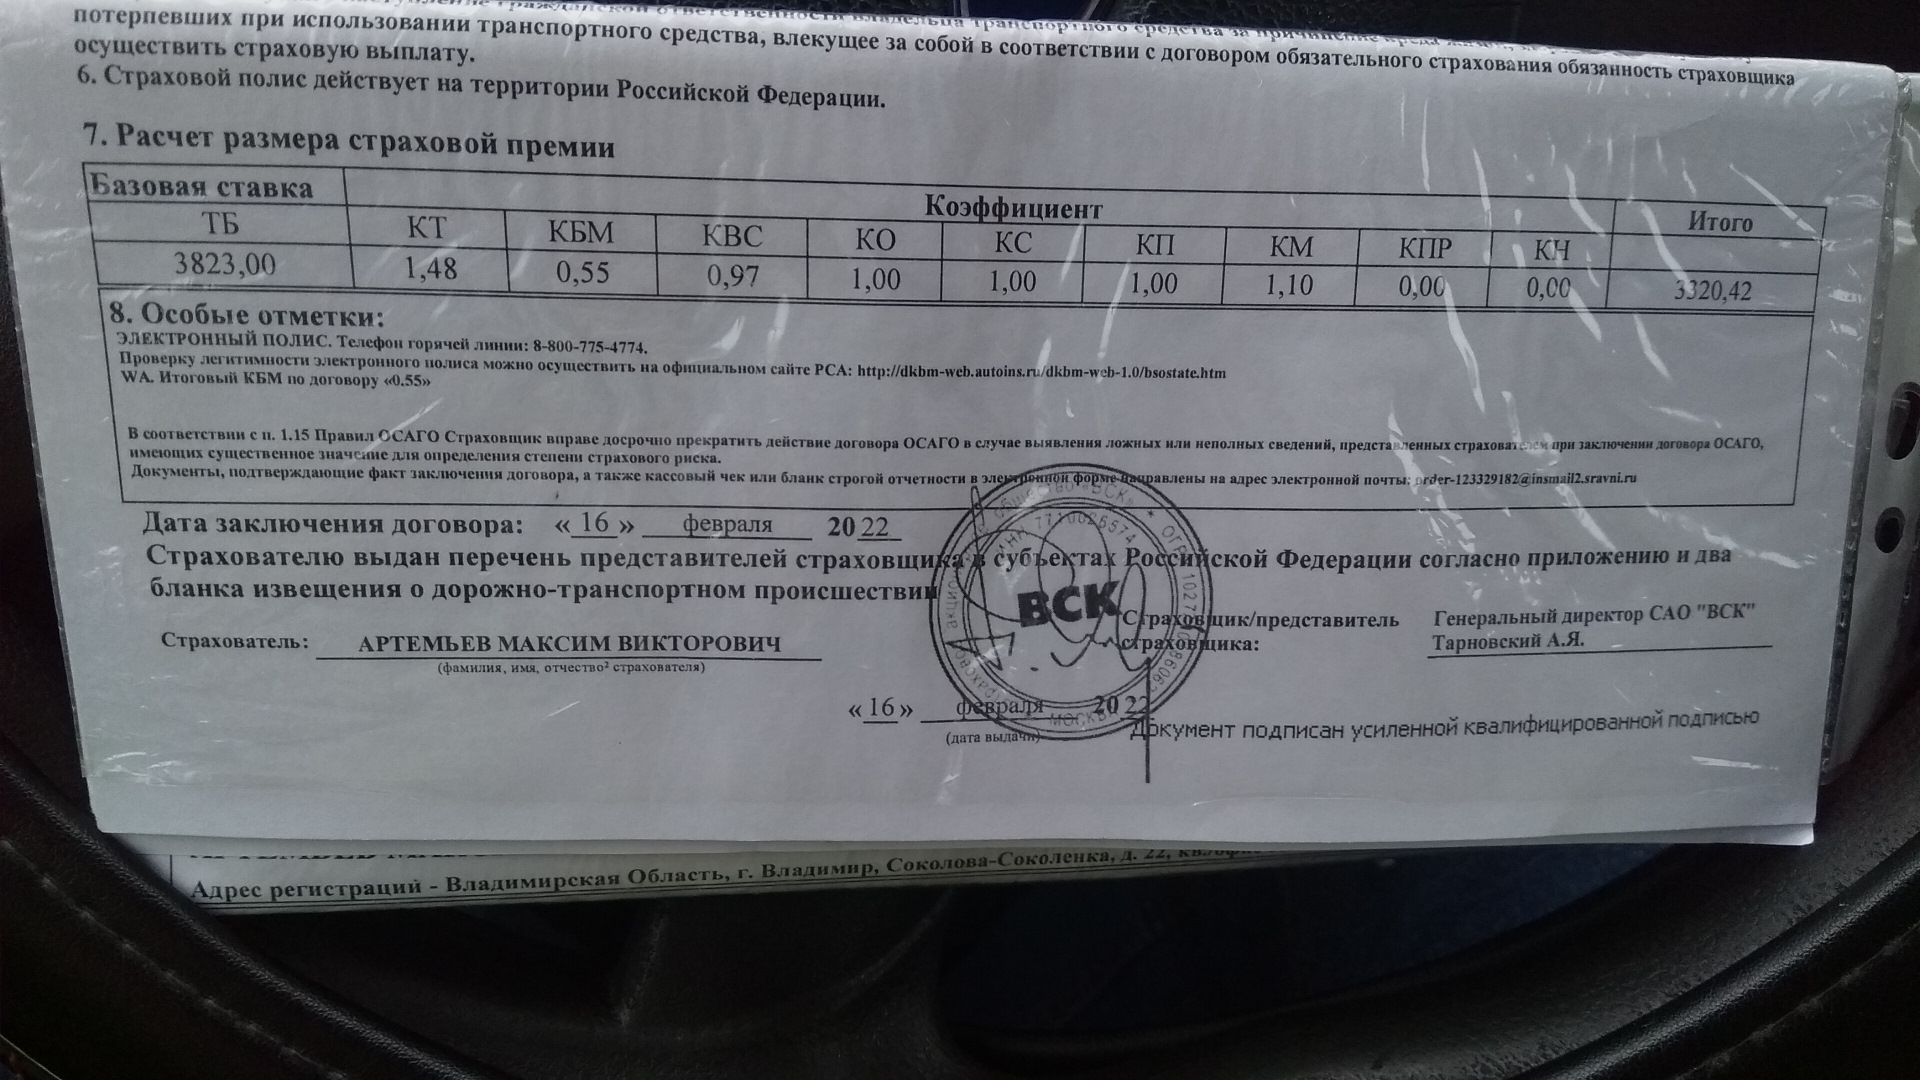 потерпевших при использовании транспортного средства, влекущее за собой в соответствии с договором обязательного страхования обязанность страховщика
осуществить страховую выплату.
6. Страховой полис действует на территории Российской Федерации.
7. Расчет размера страховой премии
Базовая ставка Коэффициент Итого
ТБ КТ КБМ КВС КО КС КП КМ КПР КН
3823,00 1,48 0,55 0,97 1,00 1,00 1,00 1,10 0,00 0,00 3320,42
8. Особые отметки:
ЭЛЕКТРОННЫЙ ПОЛИС. Телефон горячей линии: 8-800-775-4774.
Проверку легитимности электронного полиса можно осуществить на официальном сайте РСА: http://dkbm-web.autoins.ru/dkbm-web-1.0/bsostate.htm
WA. Итоговый КБМ по договору «0.55»
В соответствии с п. 1.15 Правил ОСАГО Страховщик вправе досрочно прекратить действие договора ОСАГО в случае выявления ложных или неполных сведений, представленных страхователем при заключении договора ОСАГО,
имеющих существенное значение для определения степени страхового риска.
Документы, подтверждающие факт заключения договора, а также кассовый чек или бланк строгой отчетности в электронной форме направлены на адрес электронной почты: order-123329182@insmail2.sravni.ru
Дата заключения договора: « 16 » февраля 2022
Страхователю выдан перечень представителей страховщика в субъектах Российской Федерации согласно приложению и два
бланка извещения о дорожно-транспортном происшествии
ВСК
Страховщик/представитель Генеральный директор САО "ВСК"
Страхователь: АРТЕМЬЕВ МАКСИМ ВИКТОРОВИЧ страховщика: Тарновский А.Я.
(фамилия, имя, отчество² страхователя)
« 16 » февраля 2022
(дата выдачи)
Документ подписан усиленной квалифицированной подписью
МОСКВА
Адрес регистраций - Владимирская Область, г. Владимир, Соколова-Соколенка, д. 22,